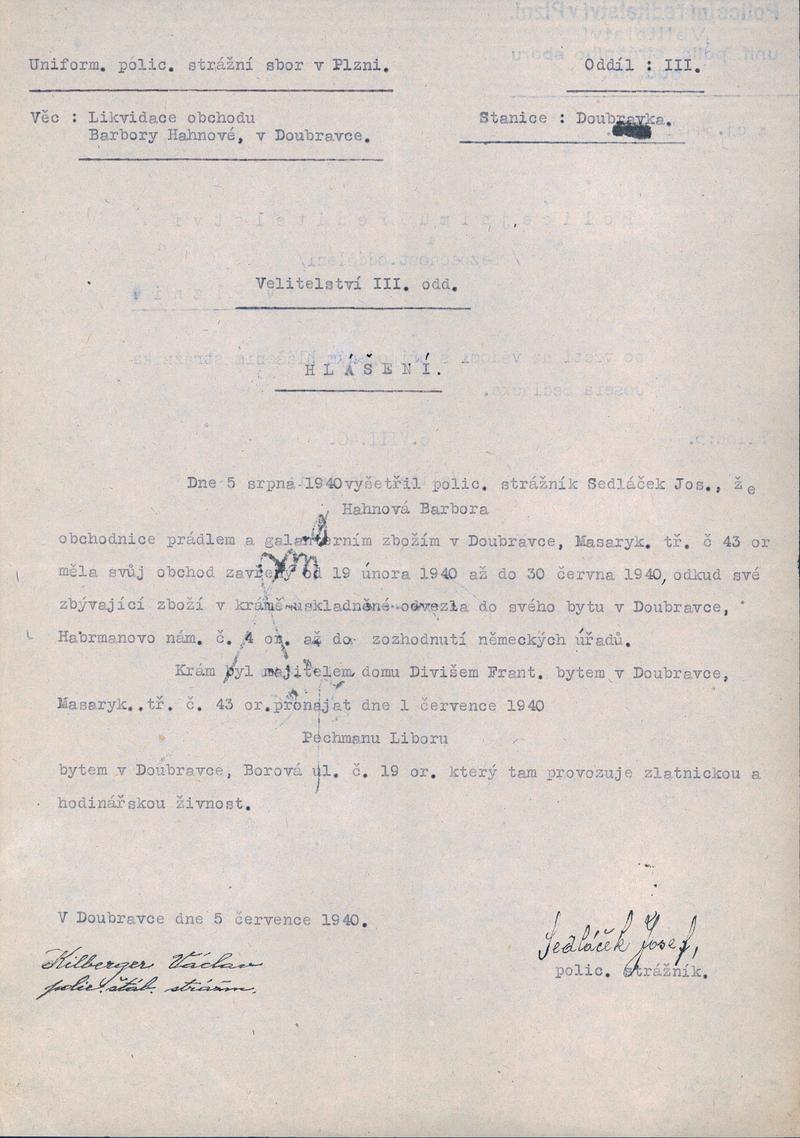 Uniform. polic. strážní sbor v Plzni.
Oddíl : III.
Věc : Likvidace obchodu
Barbory Hahnové, v Doubravce.
Stanice : Doubravka.
Velitelství III. odd.
H L Á Š E N Í.
Dne 5 srpna 1940vyšetřil polic. strážník Sedláček Jos., že
Hahnová Barbora
obchodnice prádlem a galanterním zbožím v Doubravce, Masaryk. tř. č 43 or
měla svůj obchod zavřený od 19 února 1940 až do 30 června 1940, odkud své
zbývající zboží v krámě uskladněné odvezla do svého bytu v Doubravce,
Habrmanovo nám. č. 4 or. až do zozhodnutí německých úřadů.
Krám byl majitelem domu Divišem Frant. bytem v Doubravce,
Masaryk..tř. č. 43 or.pronajat dne 1 července 1940
Pechmanu Liboru
bytem v Doubravce, Borová ul. č. 19 or. který tam provozuje zlatnickou a
hodinářskou živnost.
V Doubravce dne 5 července 1940.
Sedláček Josef,
polic. strážník.
Kilberger Václav
polic. štáb. strážm.